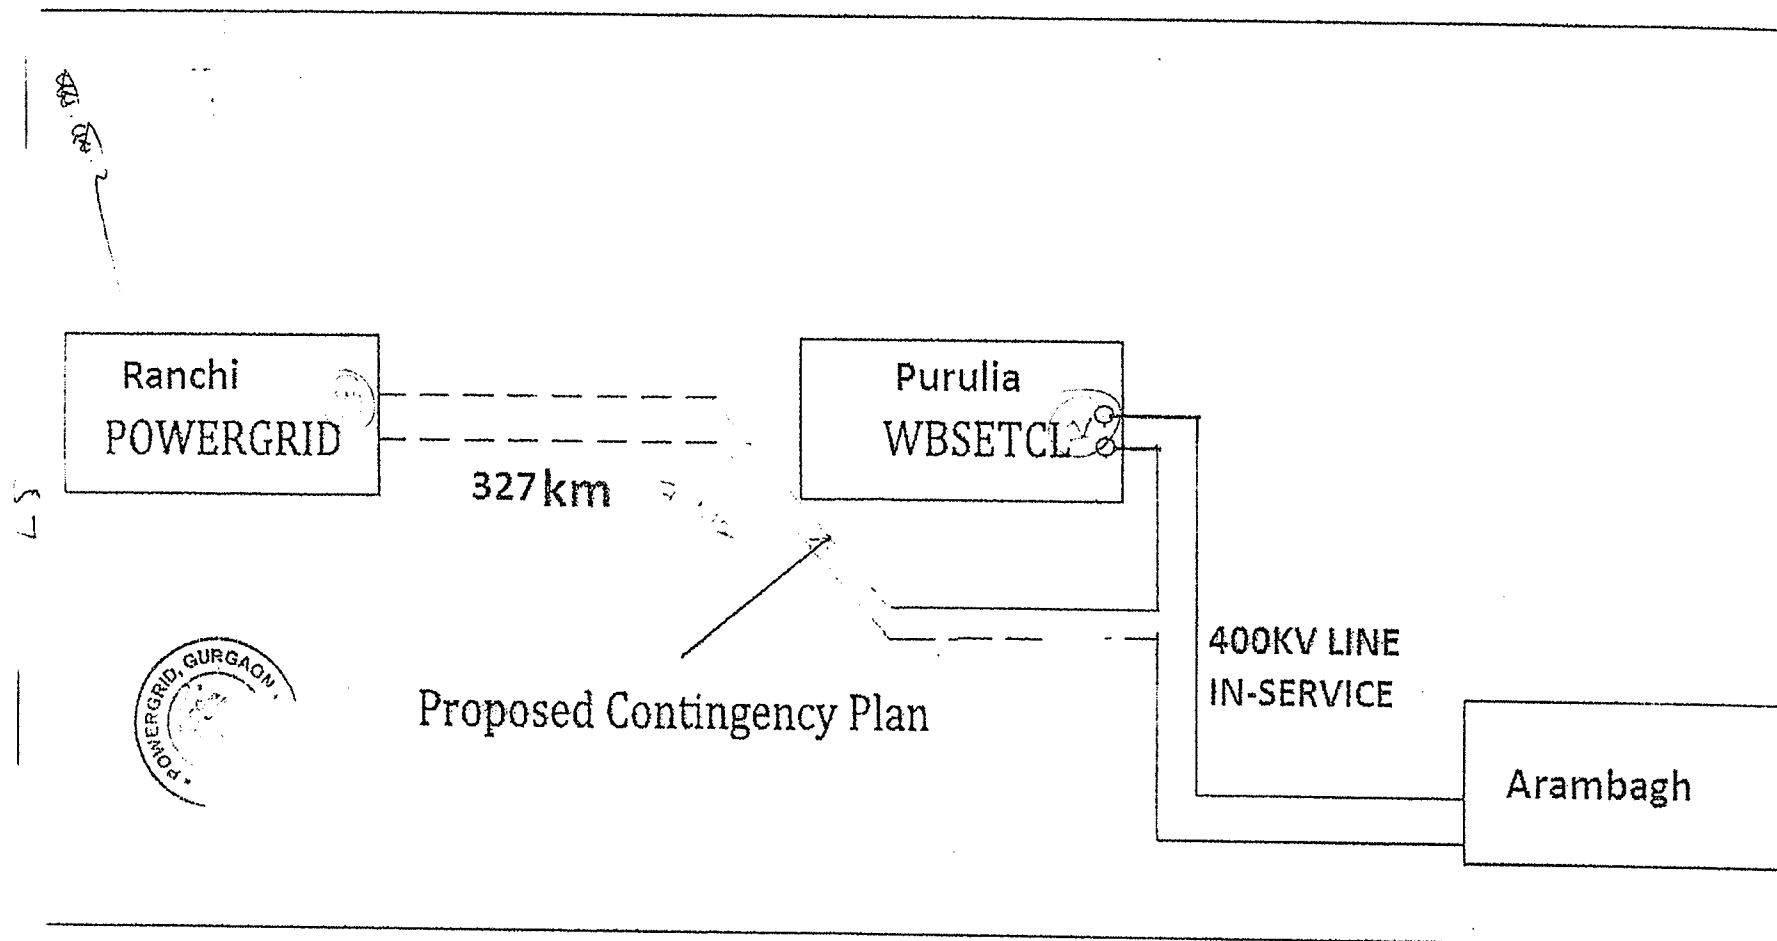 Ranchi
POWERGRID
Purulia
WBSETCL
327km
400KV LINE
IN-SERVICE
POWERGRID, GURGAON
Proposed Contingency Plan
Arambagh